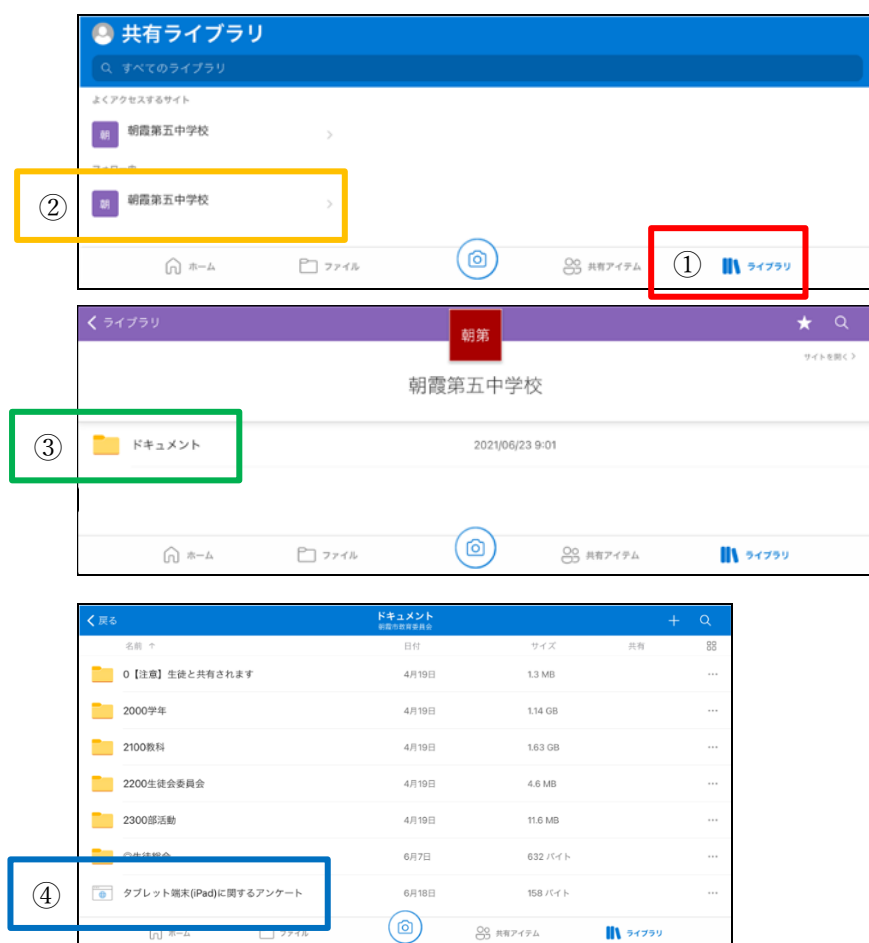 共有ライブラリ
すべてのライブラリ
よくアクセスするサイト
朝 朝霞第五中学校
② 朝 朝霞第五中学校
ホーム ファイル 共有アイテム ① ライブラリ
ライブラリ
朝第
サイトを開く
朝霞第五中学校
③ ドキュメント 2021/06/23 9:01
ホーム ファイル 共有アイテム ライブラリ
戻る ドキュメント
朝霞市教育委員会
名前 日付 サイズ 共有
0【注意】生徒と共有されます 4月19日 1.3 MB
2000学年 4月19日 1.14 GB
2100教科 4月19日 1.63 GB
2200生徒会委員会 4月19日 4.6 MB
2300部活動 4月19日 11.6 MB
6月7日 632 バイト
④ タブレット端末(iPad)に関するアンケート 6月18日 158 バイト
ホーム ファイル 共有アイテム ライブラリ